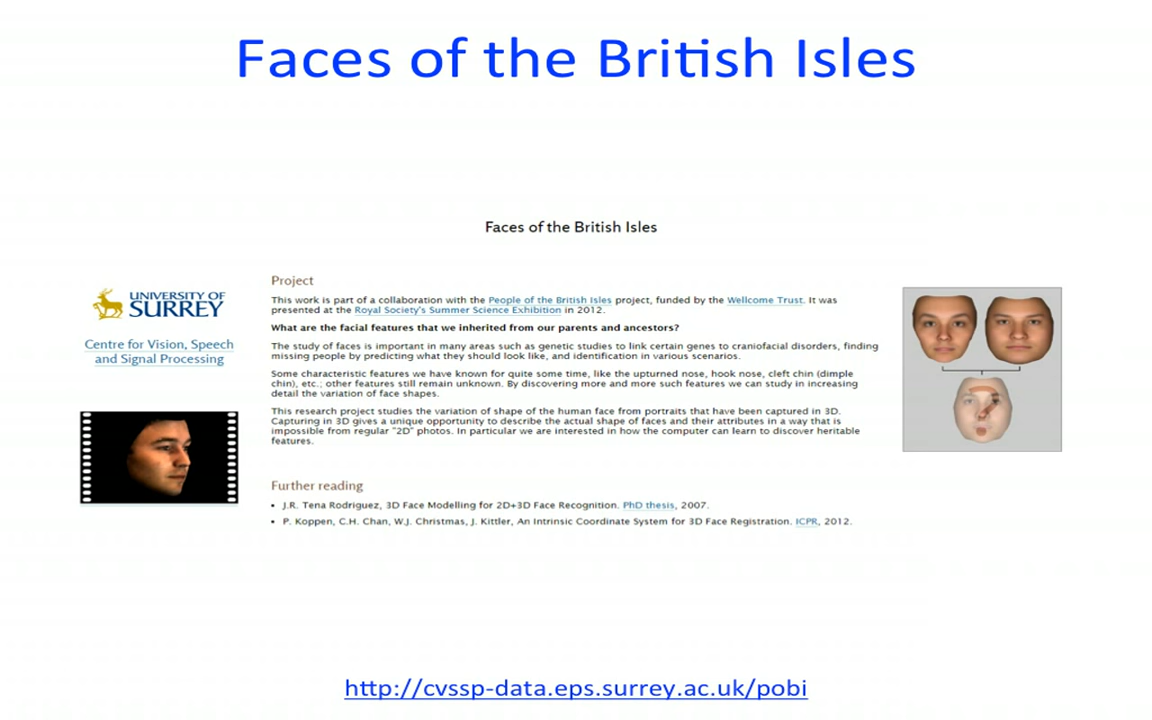 Faces of the British Isles
Faces of the British Isles
UNIVERSITY OF
SURREY
Centre for Vision, Speech
and Signal Processing
Project
This work is part of a collaboration with the People of the British Isles project, funded by the Wellcome Trust. It was
presented at the Royal Society's Summer Science Exhibition in 2012.
What are the facial features that we inherited from our parents and ancestors?
The study of faces is important in many areas such as genetic studies to link certain genes to craniofacial disorders, finding
missing people by predicting what they should look like, and identification in various scenarios.
Some characteristic features we have known for quite some time, like the upturned nose, hook nose, cleft chin (dimple
chin), etc.; other features still remain unknown. By discovering more and more such features we can study in increasing
detail the variation of face shapes.
This research project studies the variation of shape of the human face from portraits that have been captured in 3D.
Capturing in 3D gives a unique opportunity to describe the actual shape of faces and their attributes in a way that is
impossible from regular "2D" photos. In particular we are interested in how the computer can learn to discover heritable
features.
Further reading
• J.R. Tena Rodriguez, 3D Face Modelling for 2D+3D Face Recognition. PhD thesis, 2007.
• P. Koppen, C.H. Chan, W.J. Christmas, J. Kittler, An Intrinsic Coordinate System for 3D Face Registration. ICPR, 2012.
http://cvssp-data.eps.surrey.ac.uk/pobi